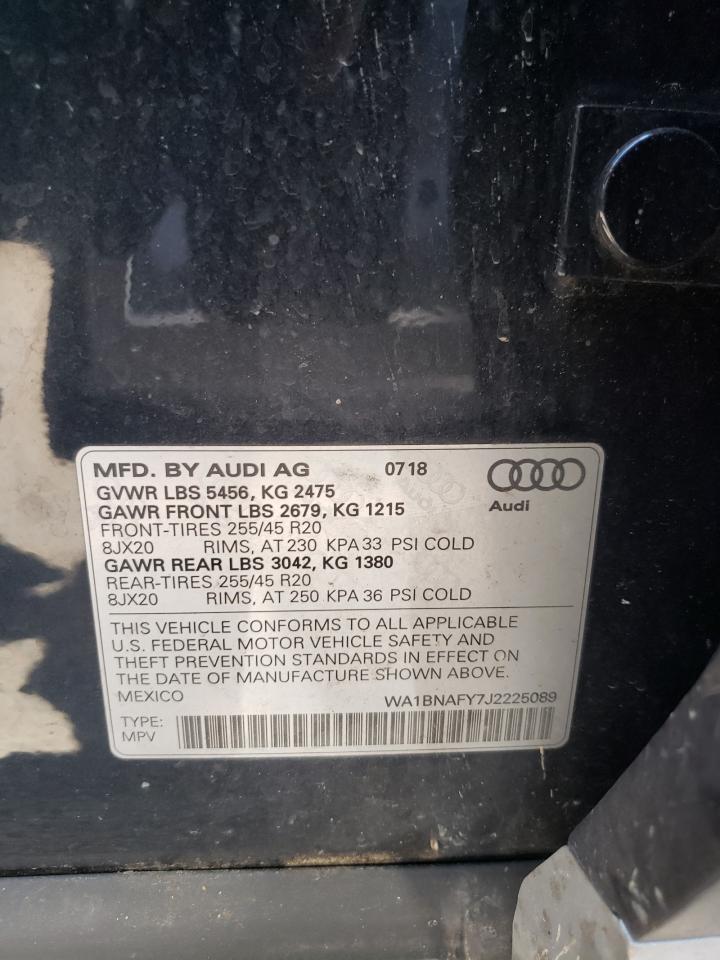 MFD. BY AUDI AG 0718
GVWR LBS 5456, KG 2475
GAWR FRONT LBS 2679, KG 1215 Audi
FRONT-TIRES 255/45 R20
8JX20 RIMS, AT 230 KPA 33 PSI COLD
GAWR REAR LBS 3042, KG 1380
REAR-TIRES 255/45 R20
8JX20 RIMS, AT 250 KPA 36 PSI COLD
THIS VEHICLE CONFORMS TO ALL APPLICABLE
U.S. FEDERAL MOTOR VEHICLE SAFETY AND
THEFT PREVENTION STANDARDS IN EFFECT ON
THE DATE OF MANUFACTURE SHOWN ABOVE.
MEXICO WA1BNAFY7J2225089
TYPE:
MPV